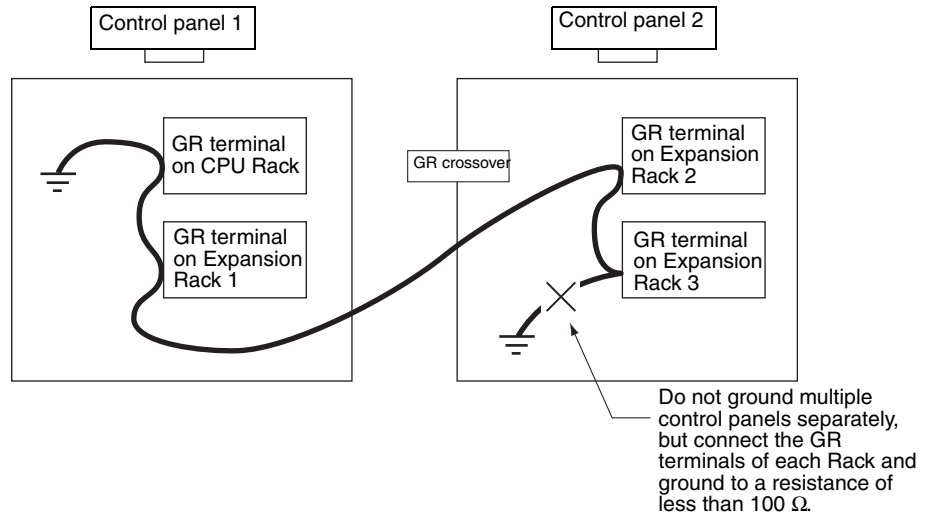 Control panel 1
Control panel 2
GR terminal
on CPU Rack
GR terminal
on Expansion
Rack 1
GR crossover
GR terminal
on Expansion
Rack 2
GR terminal
on Expansion
Rack 3
Do not ground multiple
control panels separately,
but connect the GR
terminals of each Rack and
ground to a resistance of
less than 100 Ω.